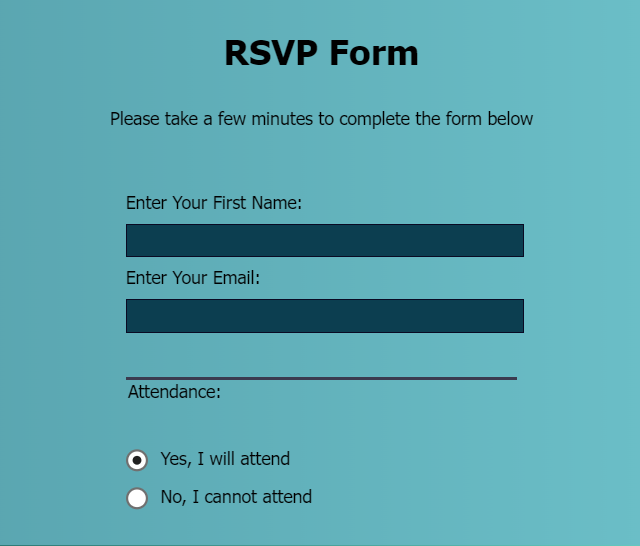 RSVP Form
Please take a few minutes to complete the form below
Enter Your First Name:
Enter Your Email:
Attendance:
Yes, I will attend
No, I cannot attend